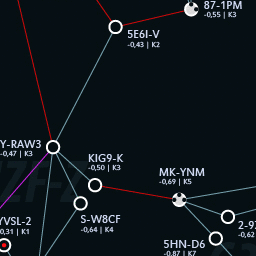 87-1PM
-0,55 | K3
5E6I-V
-0,43 | K2
Y-RAW3
-0,47 | K3
KIG9-K
-0,50 | K3
MK-YNM
-0,69 | K5
S-W8CF
-0,64 | K4
YVSL-2
0,31 | K1
2-97
-0,62
5HN-D6
-0,87 | K7